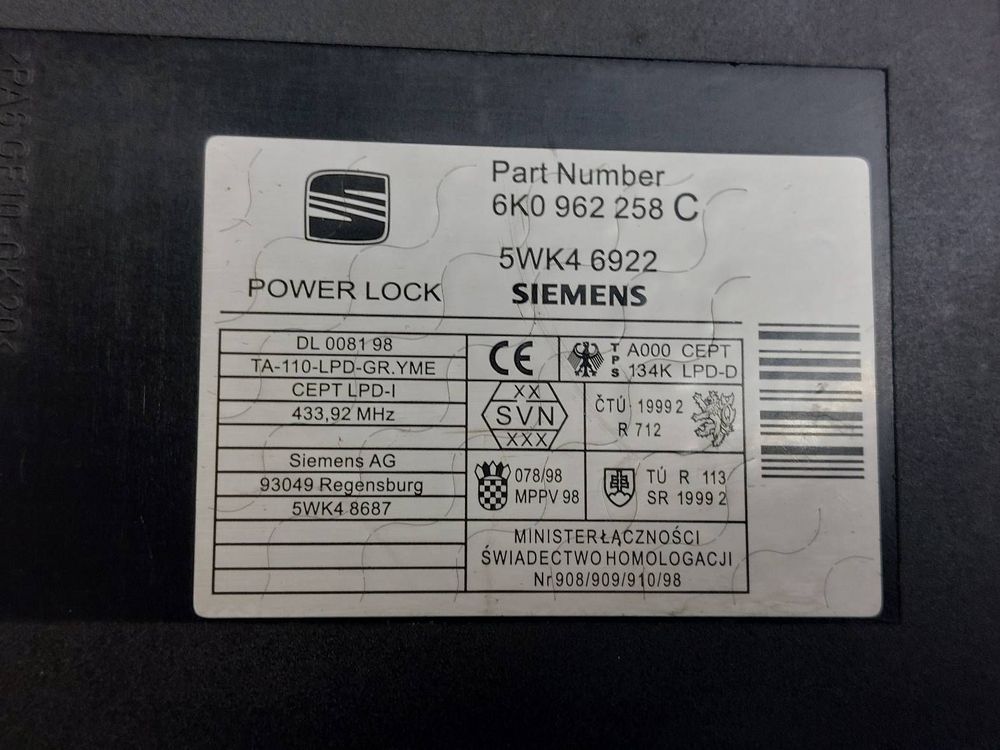 Part Number
6K0 962 258 C
5WK4 6922
POWER LOCK
SIEMENS
DL 0081 98
TA-110-LPD-GR.YME
CEPT LPD-I
433,92 MHz
Siemens AG
93049 Regensburg
5WK4 8687
CE
TPS
A000 CEPT
134K LPD-D
XX
SVN
XXX
ČTÚ 1999 2
R 712
078/98
MPPV 98
TÚ R 113
SR 1999 2
MINISTER ŁĄCZNOŚCI
ŚWIADECTWO HOMOLOGACJI
Nr 908/909/910/98